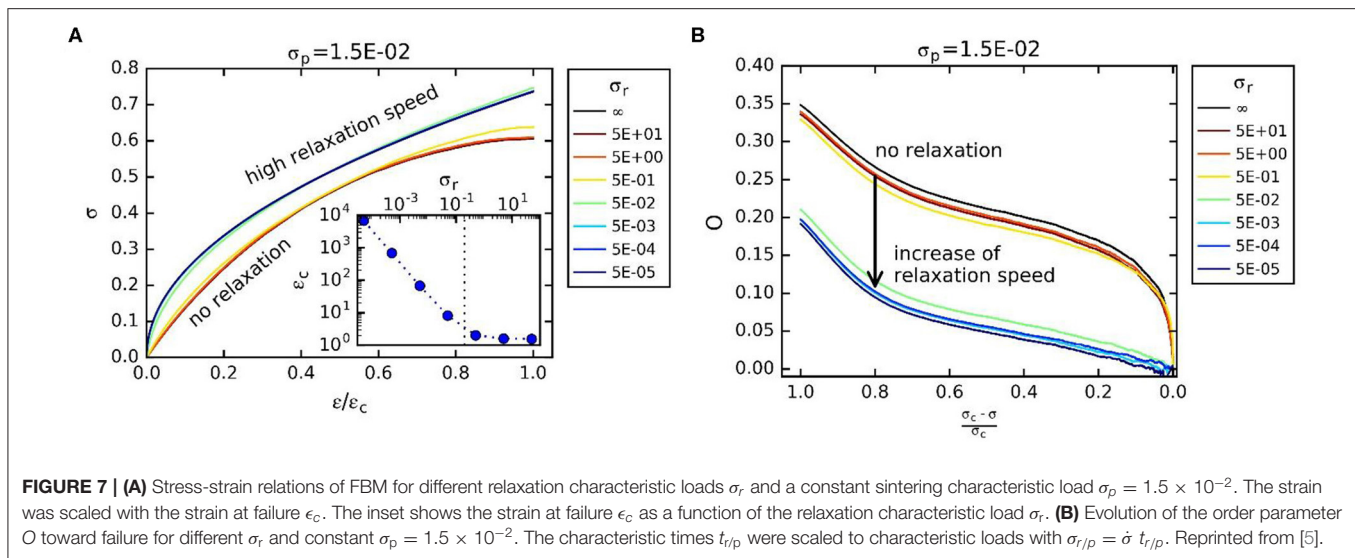 A
σp=1.5E-02
0.8
0.7
0.6
0.5
0.4
0.3
0.2
0.1
0.0
σ
high relaxation speed
no relaxation
σr
10⁻³ 10⁻¹ 10¹
10⁴
10³
10²
10¹
10⁰
εc
0.0 0.2 0.4 0.6 0.8 1.0
ε/εc
σr
∞
5E+01
5E+00
5E-01
5E-02
5E-03
5E-04
5E-05
B
σp=1.5E-02
0.40
0.35
0.30
0.25
0.20
0.15
0.10
0.05
0.00
O
no relaxation
increase of
relaxation speed
1.0 0.8 0.6 0.4 0.2 0.0
σc - σ
σc
σr
∞
5E+01
5E+00
5E-01
5E-02
5E-03
5E-04
5E-05
FIGURE 7 | (A) Stress-strain relations of FBM for different relaxation characteristic loads σr and a constant sintering characteristic load σp = 1.5 × 10⁻². The strain
was scaled with the strain at failure ϵc. The inset shows the strain at failure ϵc as a function of the relaxation characteristic load σr. (B) Evolution of the order parameter
O toward failure for different σr and constant σp = 1.5 × 10⁻². The characteristic times tr/p were scaled to characteristic loads with σr/p = σ̇ tr/p. Reprinted from [5].